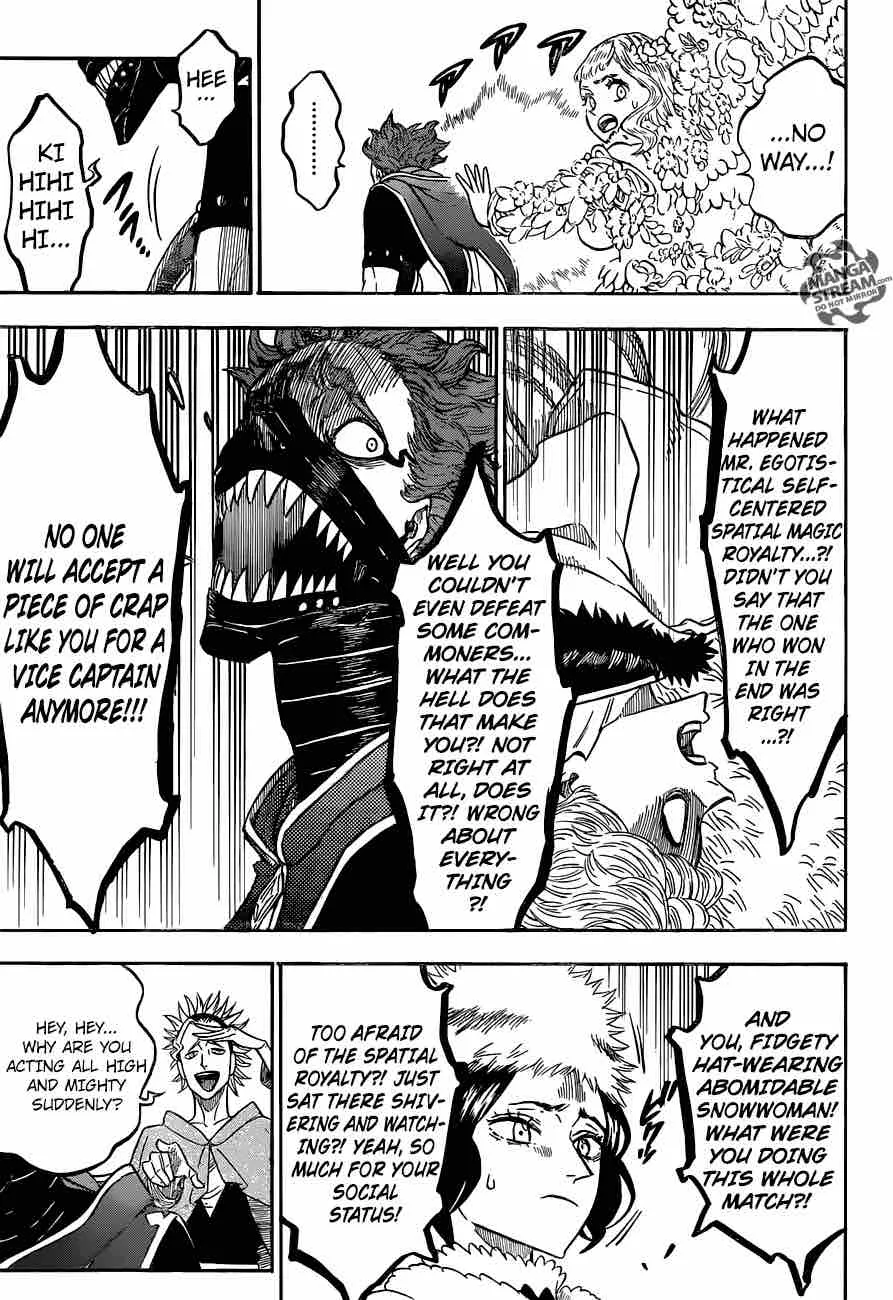 ...NO
WAY...!
.........
HEE
...
KI
HIHI
HIHI
HI...
MANGA
STREAM.COM
DO NOT MIRROR!
WHAT
HAPPENED
MR. EGOTIS-
TICAL SELF-
CENTERED
SPATIAL MAGIC
ROYALTY...?!
DIDN'T YOU
SAY THAT
THE ONE
WHO WON
IN THE
END WAS
RIGHT
...?!
WELL YOU
COULDN'T
EVEN DEFEAT
SOME COM-
MONERS...
WHAT THE
HELL DOES
THAT MAKE
YOU?! NOT
RIGHT AT
ALL, DOES
IT?! WRONG
ABOUT
EVERY-
THING
?!
NO ONE
WILL ACCEPT A
PIECE OF CRAP
LIKE YOU FOR A
VICE CAPTAIN
ANYMORE!!!
AND
YOU, FIDGETY
HAT-WEARING
ABOMIDABLE
SNOWWOMAN!
WHAT WERE
YOU DOING
THIS WHOLE
MATCH?!
TOO AFRAID
OF THE SPATIAL
ROYALTY?! JUST
SAT THERE SHIV-
ERING AND WATCH-
ING?! YEAH, SO
MUCH FOR YOUR
SOCIAL
STATUS!
HEY, HEY...
WHY ARE YOU
ACTING ALL HIGH
AND MIGHTY
SUDDENLY?